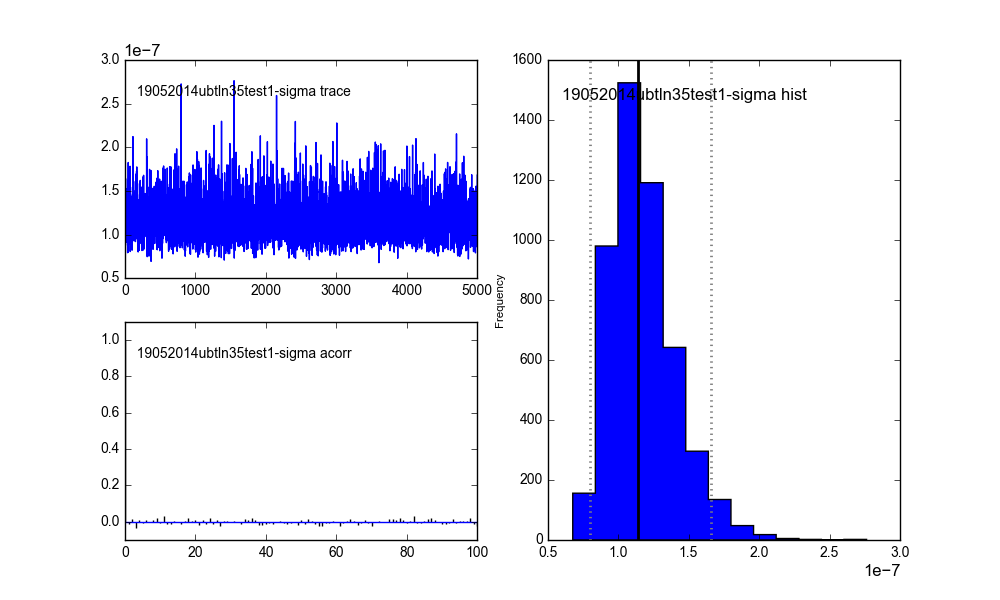 1e−7
3.0
2.5
2.0
1.5
1.0
0.5
19052014ubtln35test1-sigma trace
0 1000 2000 3000 4000 5000
1.0
0.8
0.6
0.4
0.2
0.0
19052014ubtln35test1-sigma acorr
0 20 40 60 80 100
Frequency
1600
1400
1200
1000
800
600
400
200
0
19052014ubtln35test1-sigma hist
0.5 1.0 1.5 2.0 2.5 3.0
1e−7